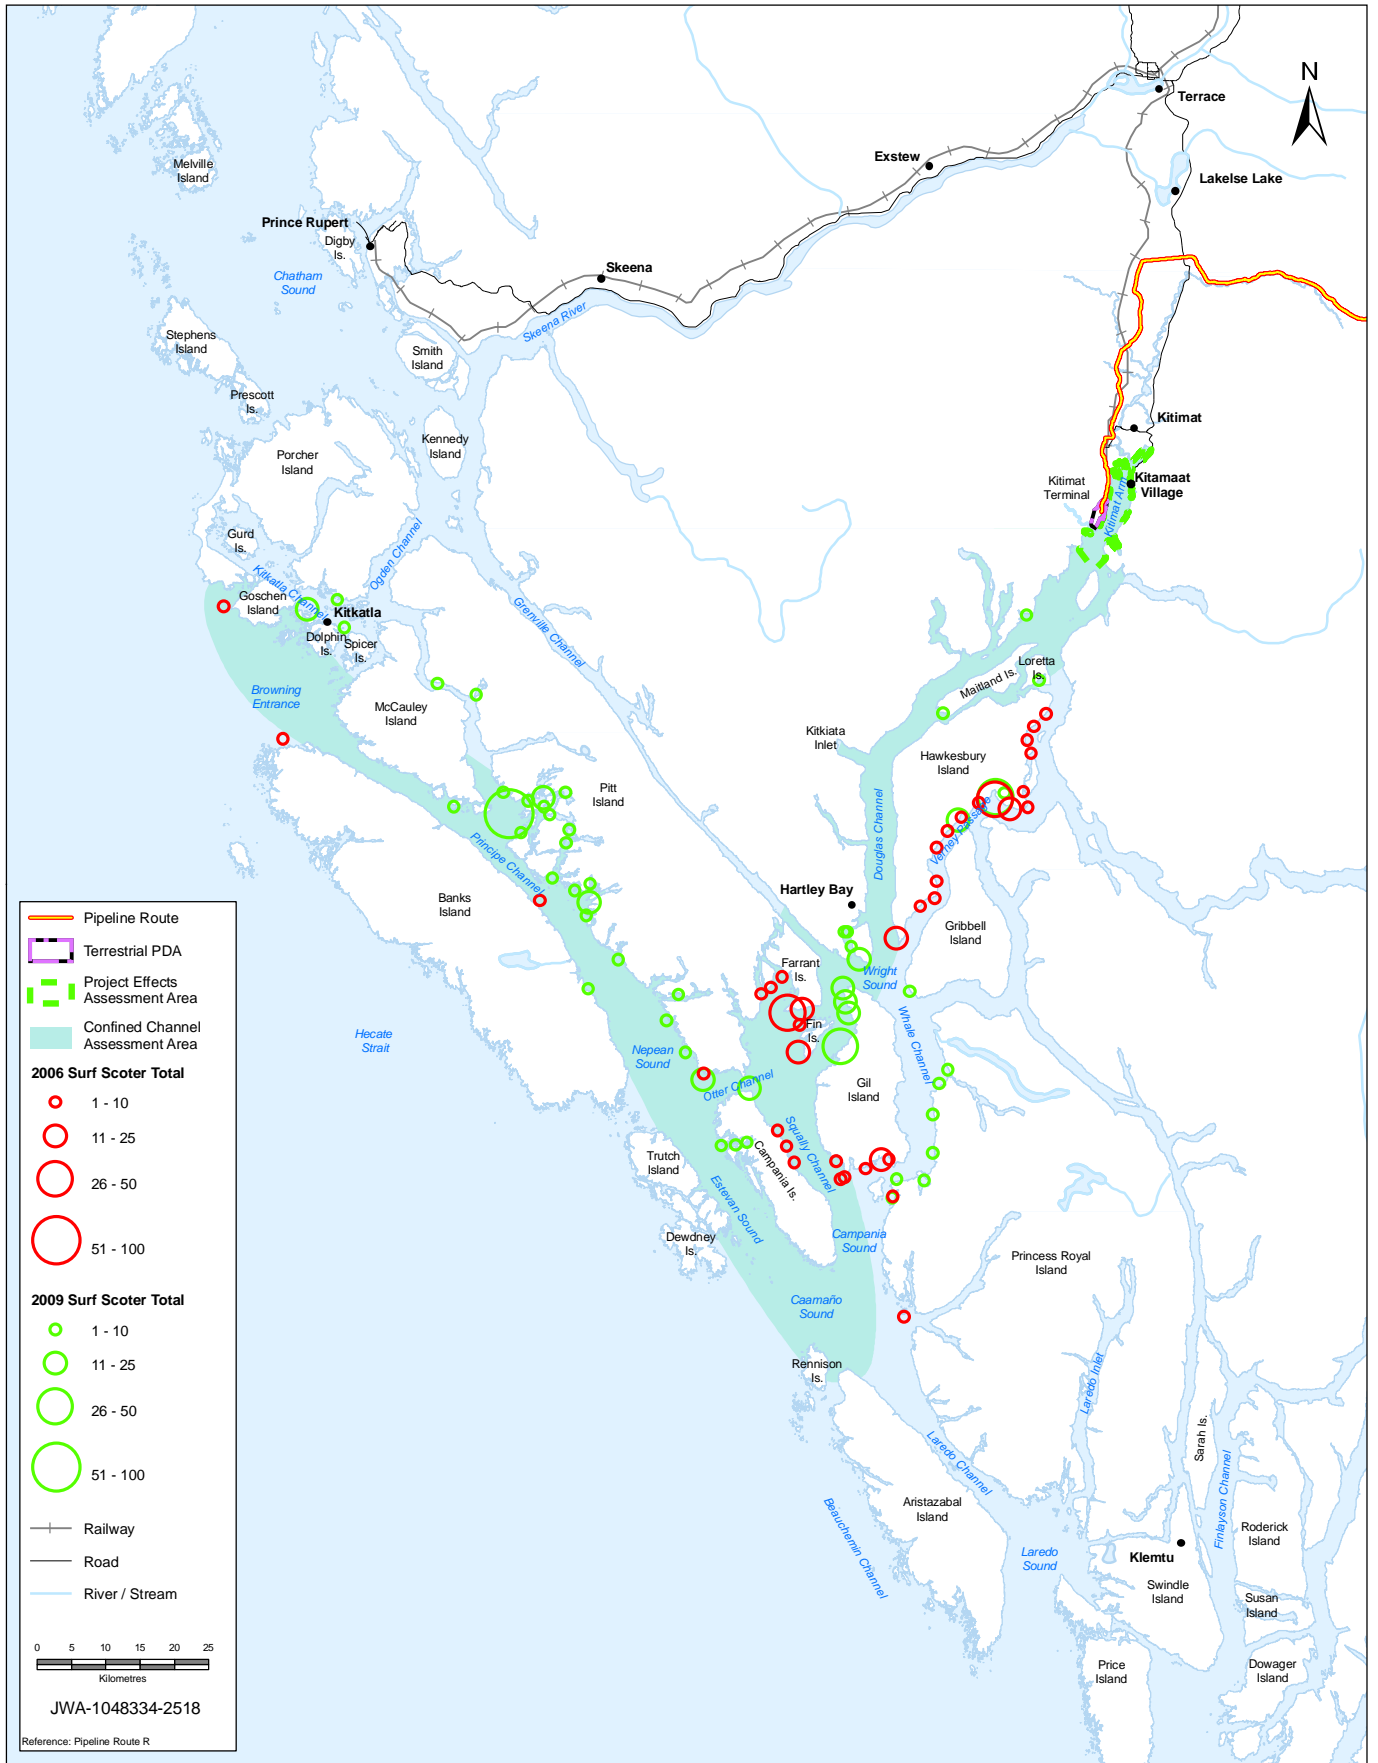 N
Terrace
Exstew
Lakelse Lake
Melville
Island
Prince Rupert
Digby
Is.
Skeena
Chatham
Sound
Skeena River
Stephens
Island
Smith
Island
Prescott
Is.
Kennedy
Island
Kitimat
Porcher
Island
Kitimat
Terminal
Kitamaat
Village
Kitimat Arm
Gurd
Is.
Ogden Channel
Kitkatla Channel
Goschen
Island
Kitkatla
Dolphin
Is.
Spicer
Is.
Grenville Channel
Loretta
Is.
Maitland Is.
Browning
Entrance
McCauley
Island
Kitkiata
Inlet
Hawkesbury
Island
Pitt
Island
Douglas Channel
Verney Passage
Principe Channel
Banks
Island
Hartley Bay
Gribbell
Island
Farrant
Is.
Wright
Sound
Fin
Is.
Whale Channel
Hecate
Strait
Nepean
Sound
Otter Channel
Gil
Island
Squally Channel
Trutch
Island
Campania Is.
Estevan Sound
Dewdney
Is.
Campania
Sound
Princess Royal
Island
Caamaño
Sound
Rennison
Is.
Laredo Inlet
Sarah Is.
Laredo Channel
Finlayson Channel
Aristazabal
Island
Beauchemin Channel
Roderick
Island
Laredo
Sound
Klemtu
Swindle
Island
Susan
Island
Price
Island
Dowager
Island
Pipeline Route
Terrestrial PDA
Project Effects
Assessment Area
Confined Channel
Assessment Area
2006 Surf Scoter Total
1 - 10
11 - 25
26 - 50
51 - 100
2009 Surf Scoter Total
1 - 10
11 - 25
26 - 50
51 - 100
Railway
Road
River / Stream
0 5 10 15 20 25
Kilometres
JWA-1048334-2518
Reference: Pipeline Route R